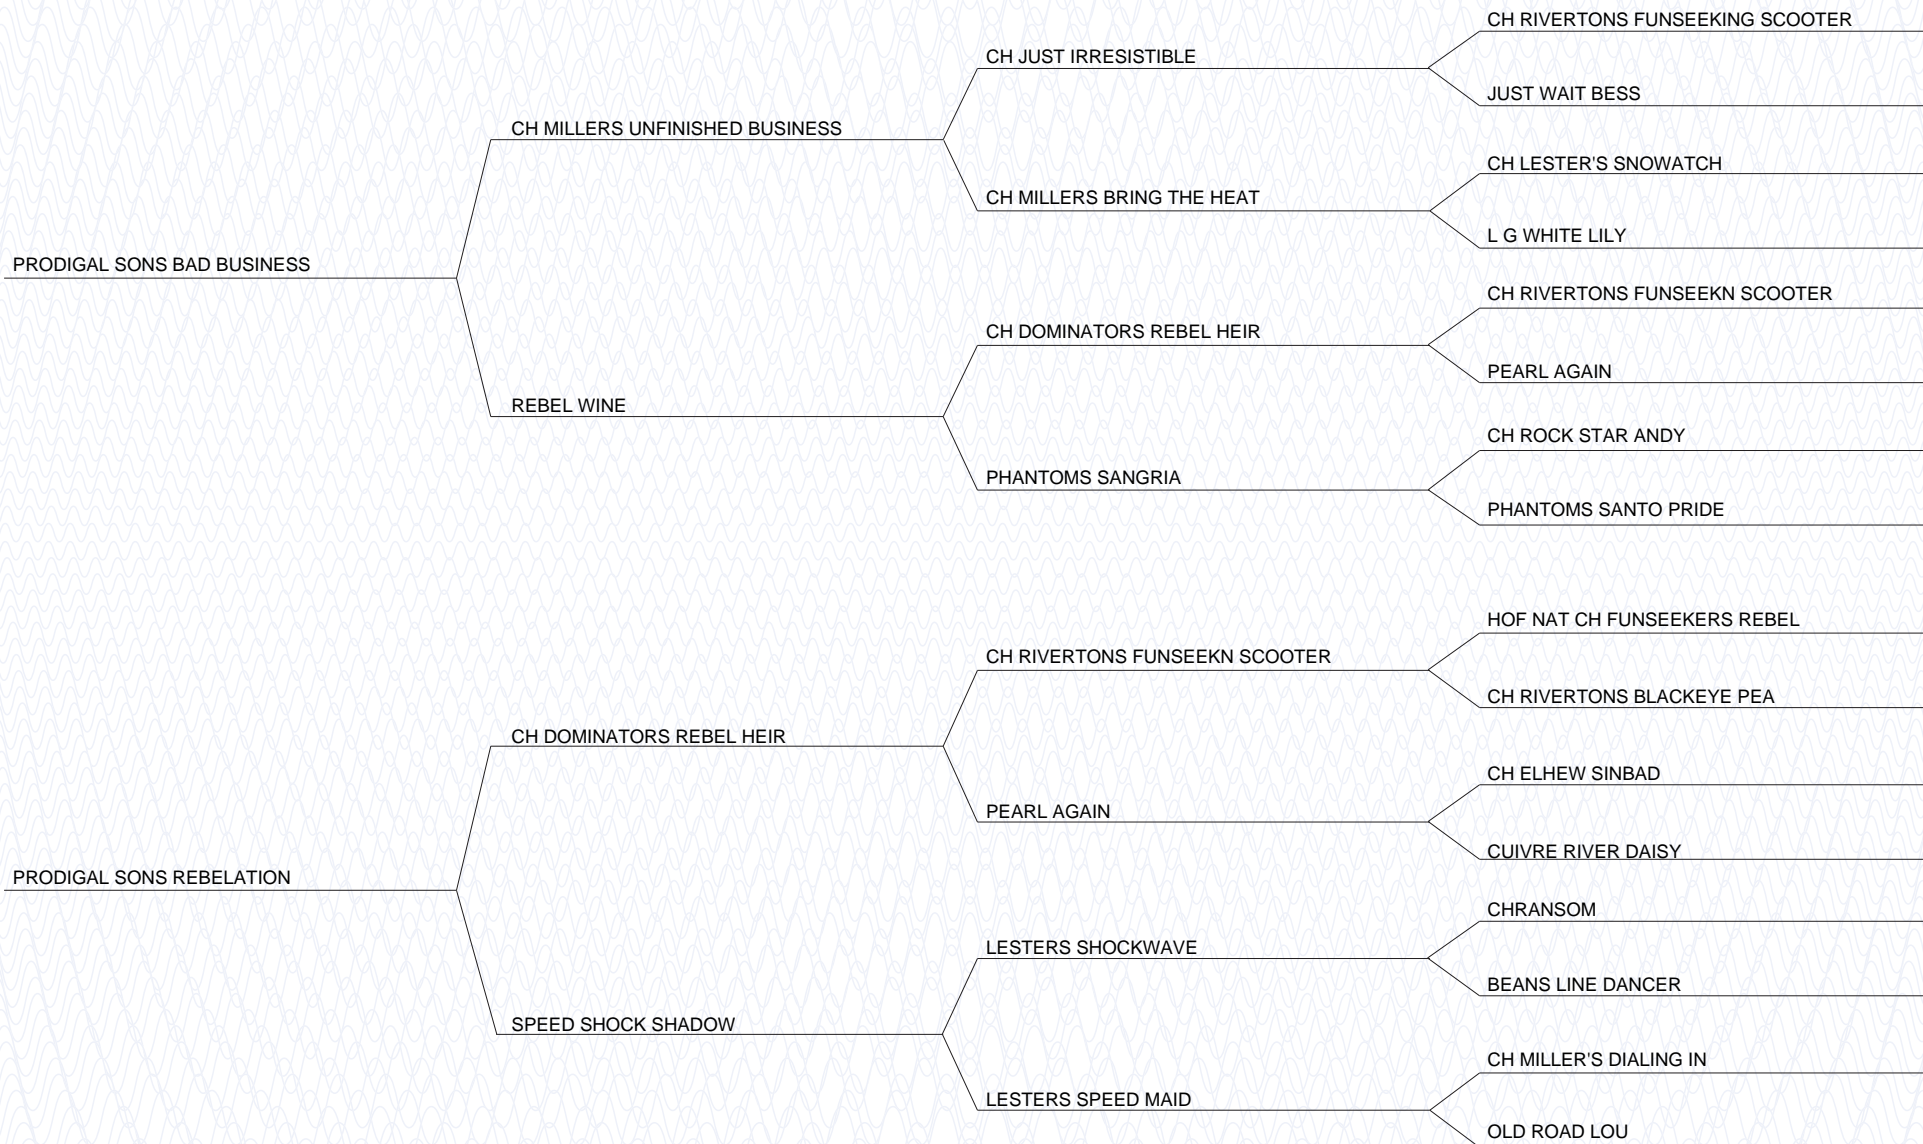 CH RIVERTONS FUNSEEKING SCOOTER
CH JUST IRRESISTIBLE
JUST WAIT BESS
CH MILLERS UNFINISHED BUSINESS
CH LESTER'S SNOWATCH
CH MILLERS BRING THE HEAT
L G WHITE LILY
PRODIGAL SONS BAD BUSINESS
CH RIVERTONS FUNSEEKN SCOOTER
CH DOMINATORS REBEL HEIR
PEARL AGAIN
REBEL WINE
CH ROCK STAR ANDY
PHANTOMS SANGRIA
PHANTOMS SANTO PRIDE
HOF NAT CH FUNSEEKERS REBEL
CH RIVERTONS FUNSEEKN SCOOTER
CH RIVERTONS BLACKEYE PEA
CH DOMINATORS REBEL HEIR
CH ELHEW SINBAD
PEARL AGAIN
CUIVRE RIVER DAISY
PRODIGAL SONS REBELATION
CHRANSOM
LESTERS SHOCKWAVE
BEANS LINE DANCER
SPEED SHOCK SHADOW
CH MILLER'S DIALING IN
LESTERS SPEED MAID
OLD ROAD LOU